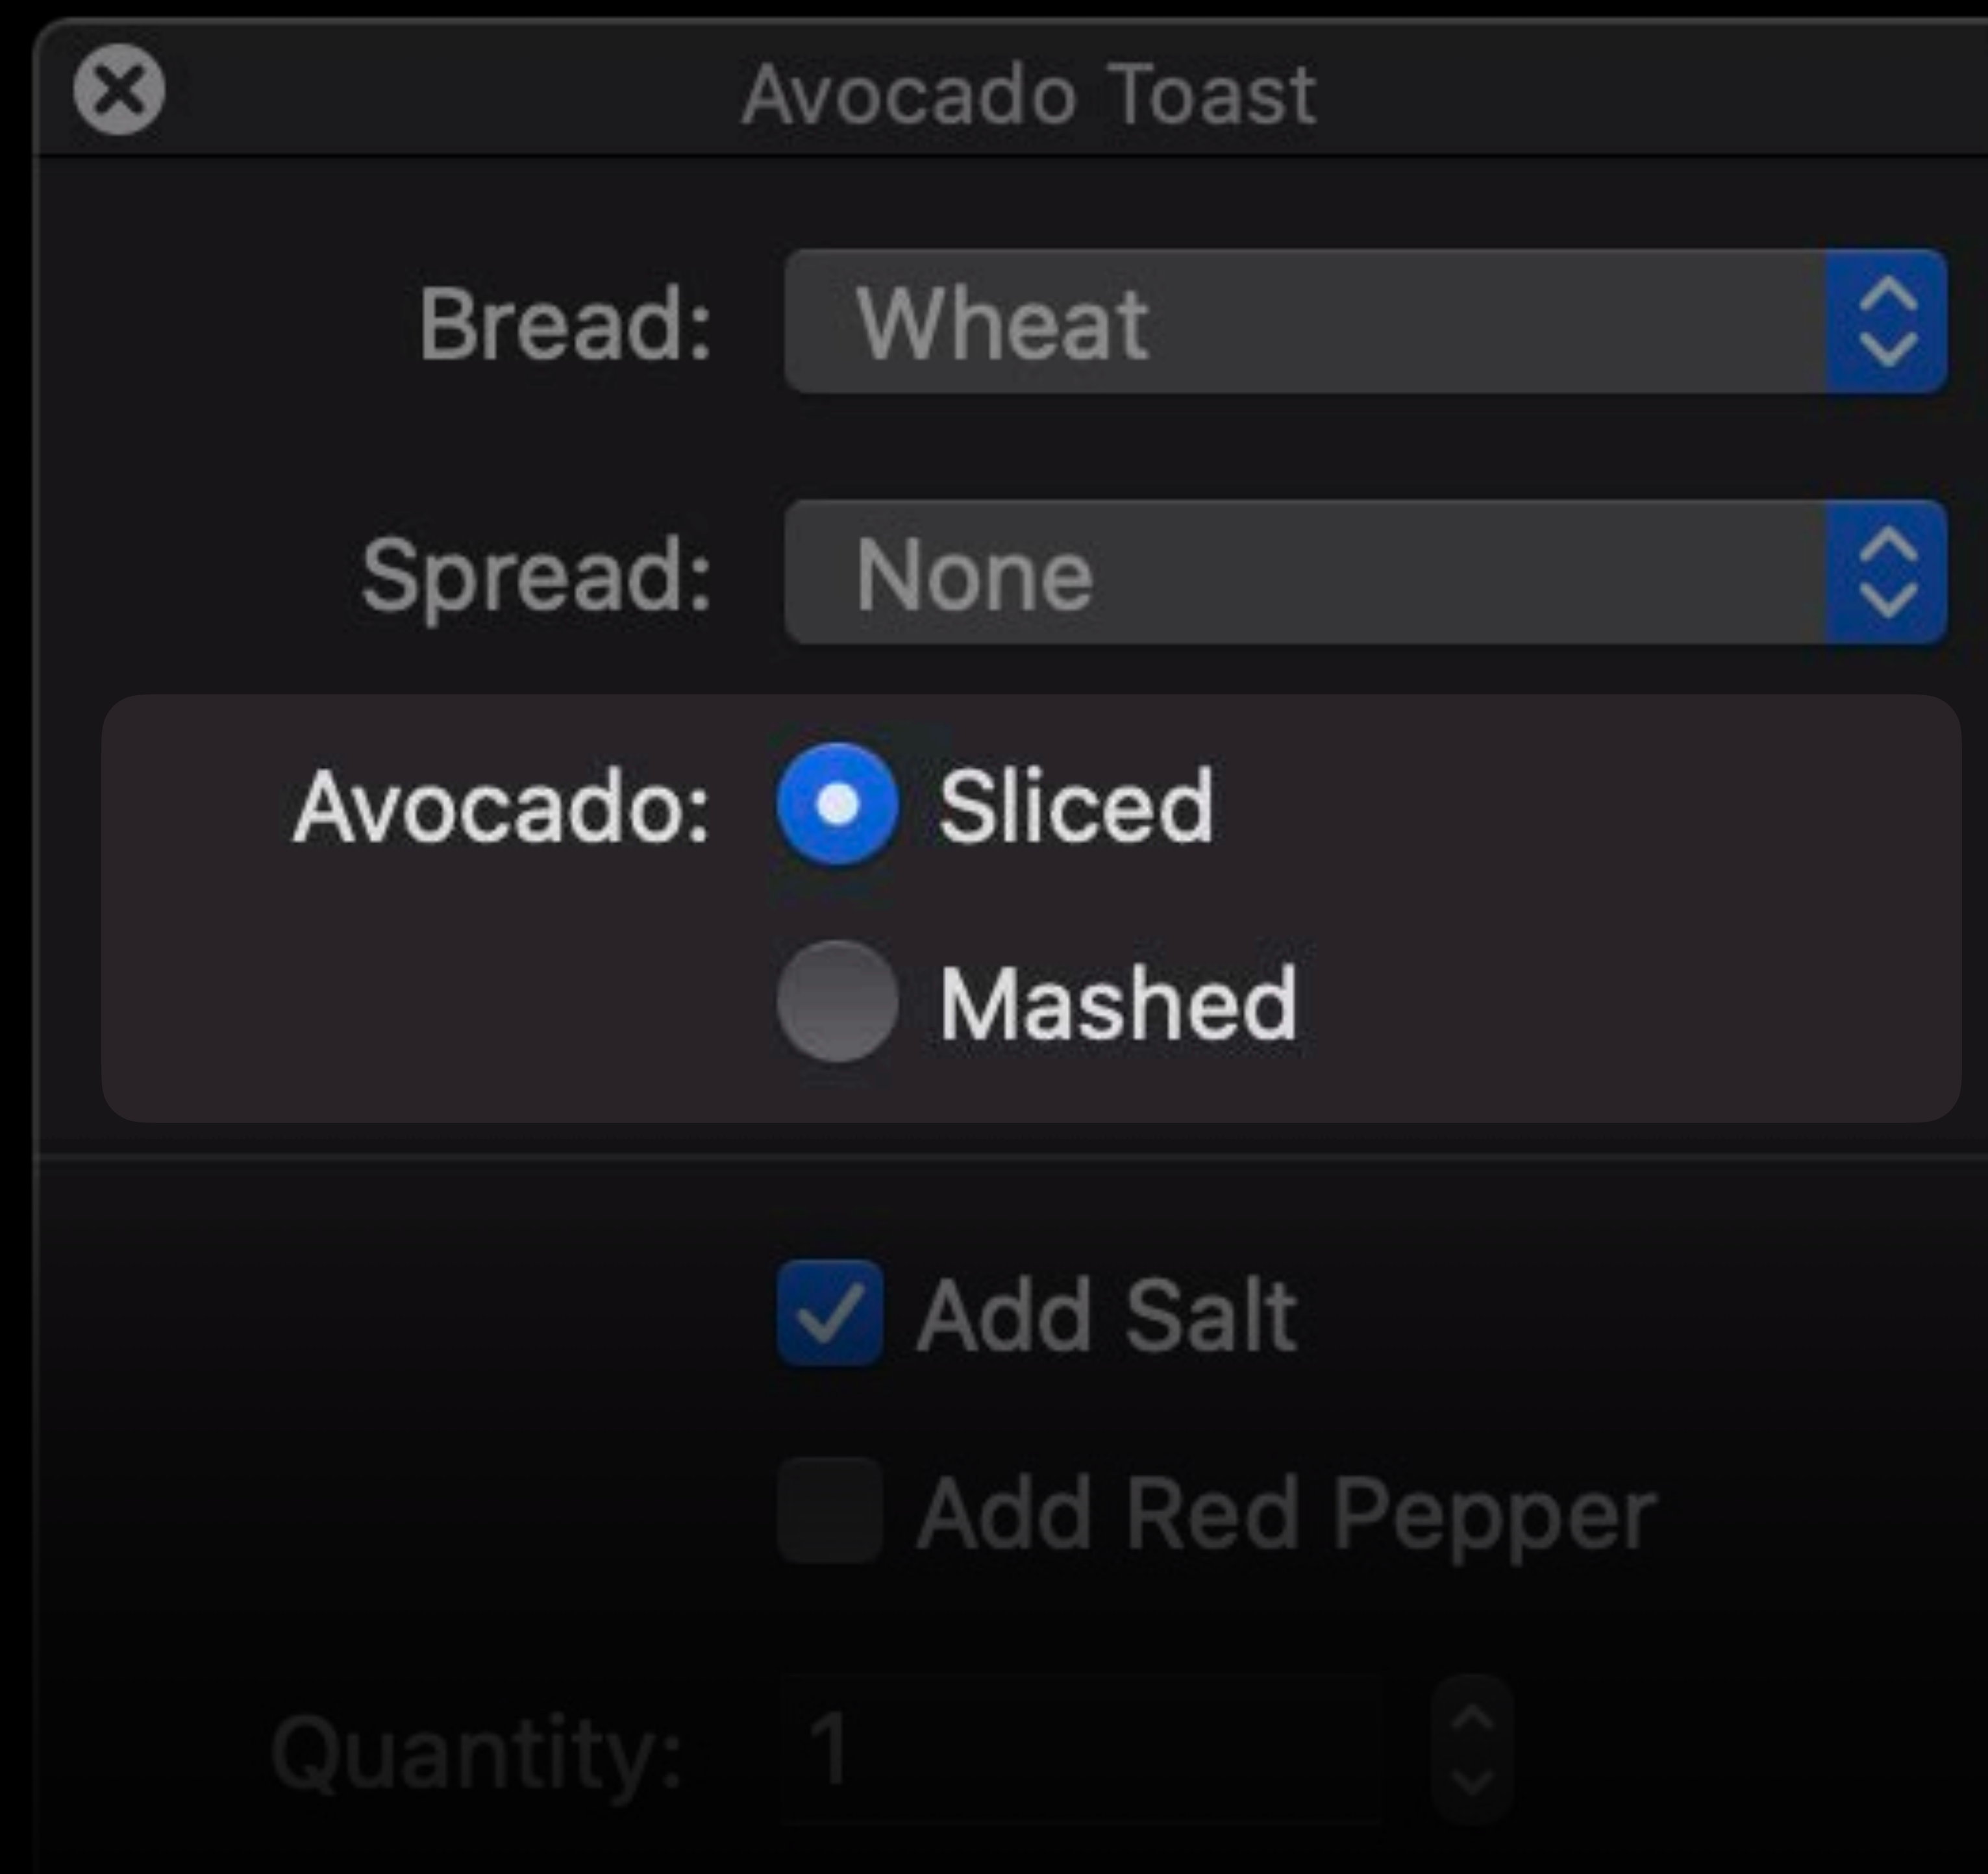 Avocado Toast
Bread: Wheat
Spread: None
Avocado: Sliced
Mashed
Add Salt
Add Red Pepper
Quantity: 1